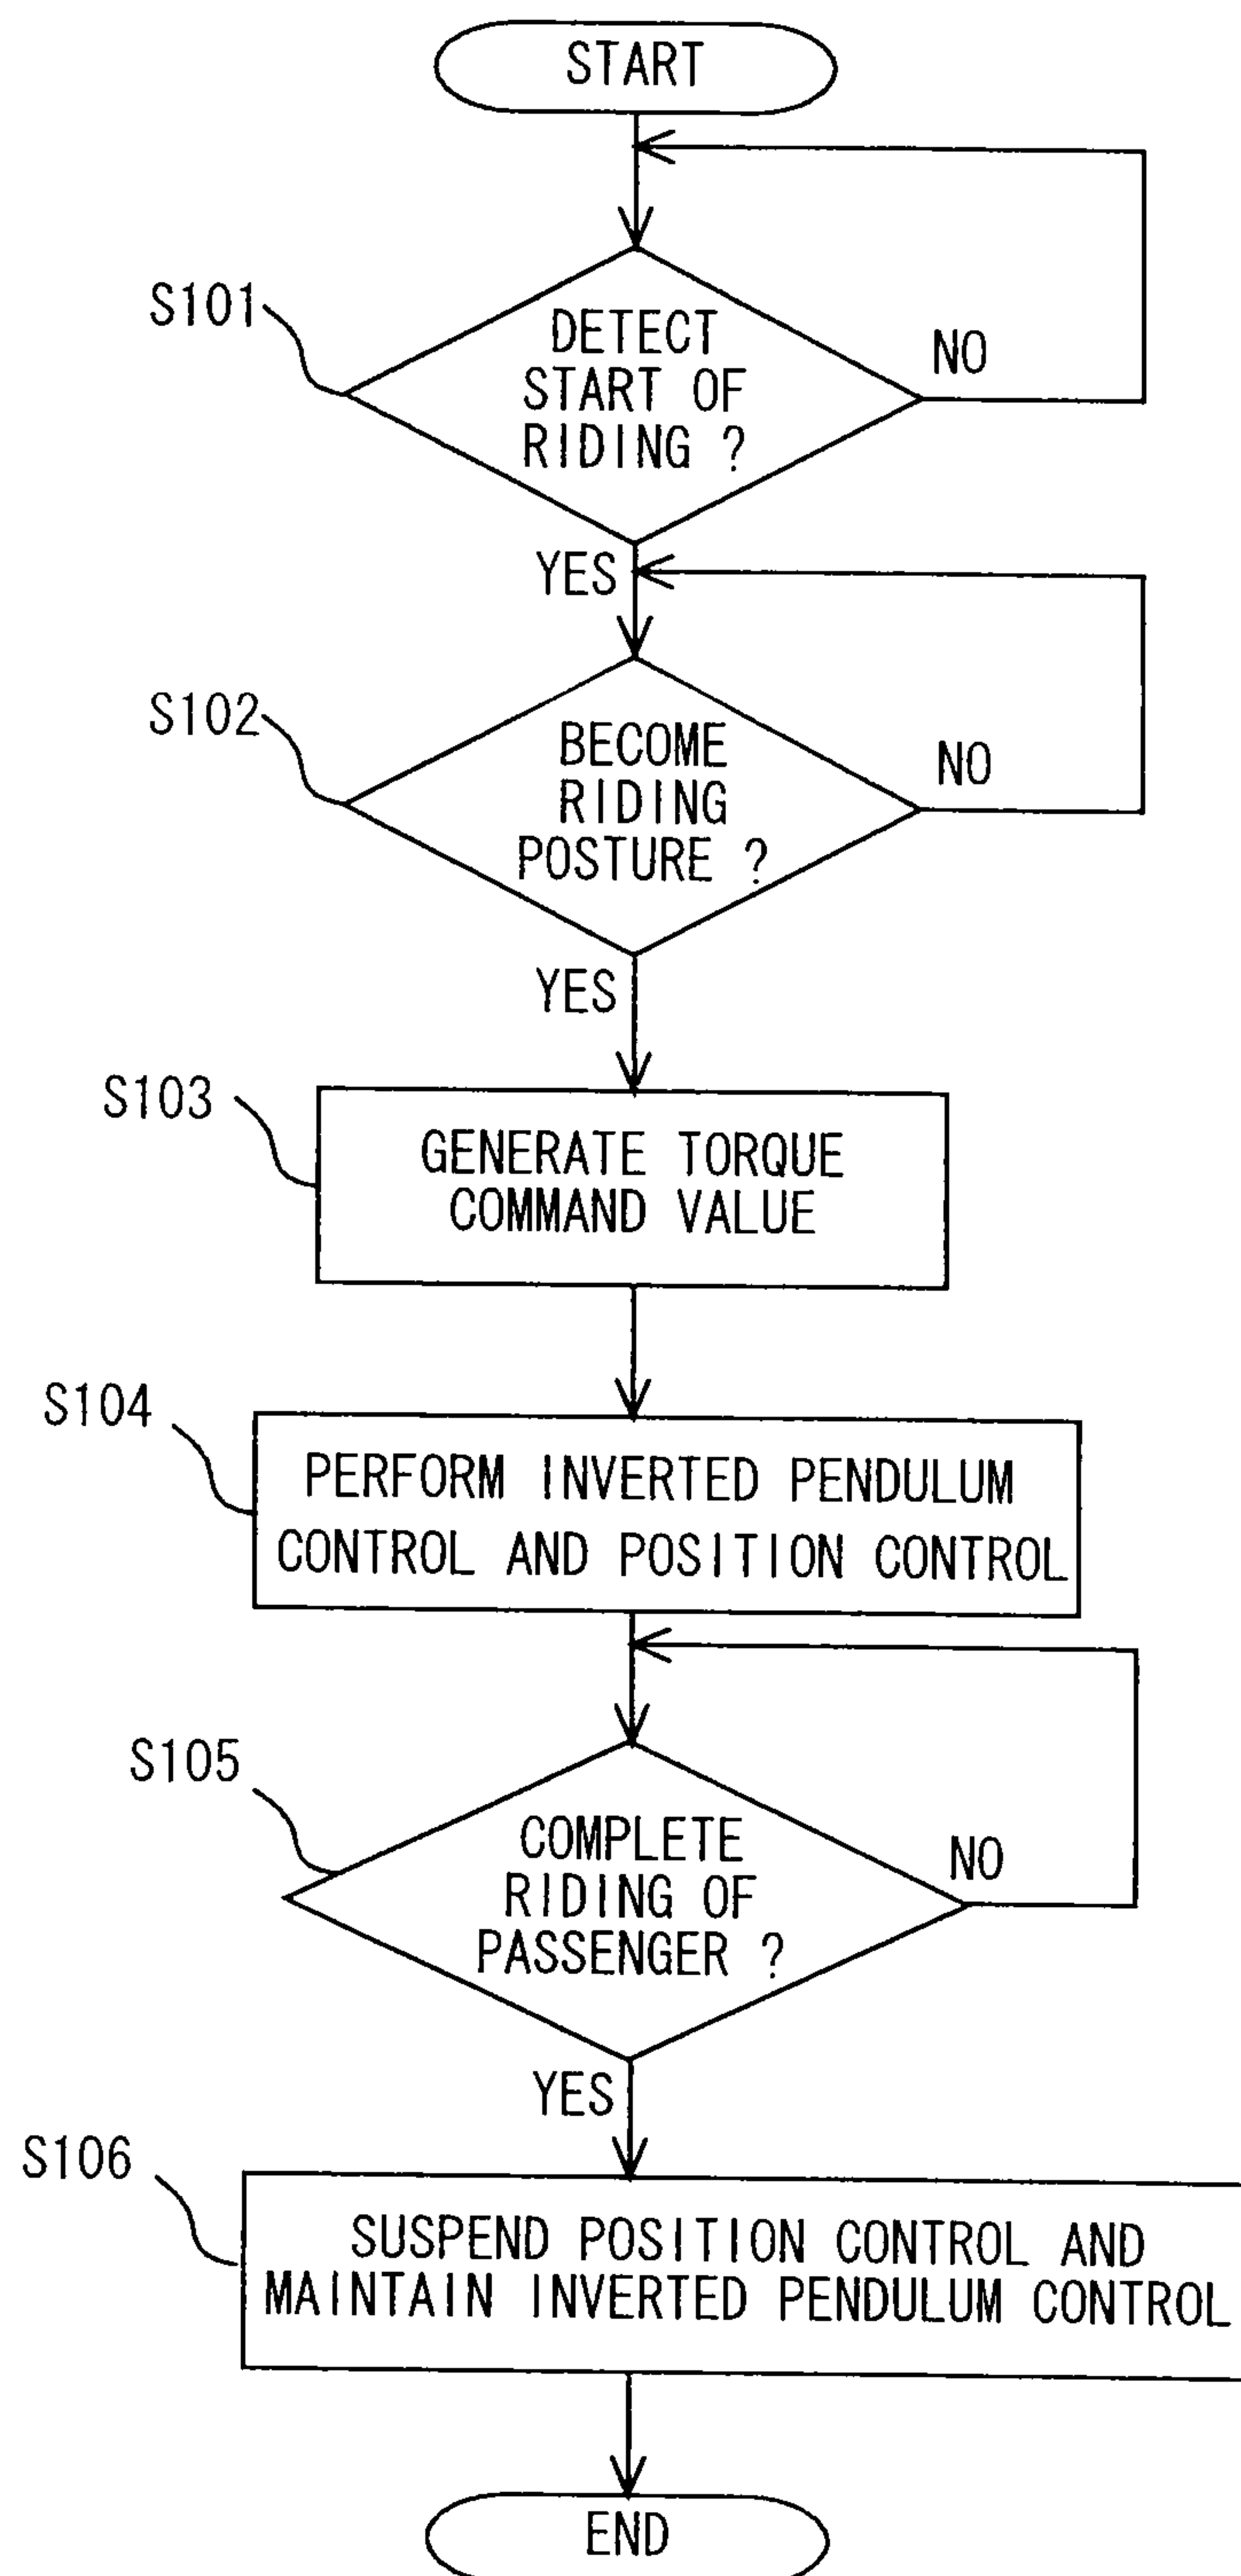 START
S101
DETECT
START OF
RIDING ?
NO
YES
S102
BECOME
RIDING
POSTURE ?
NO
YES
S103
GENERATE TORQUE
COMMAND VALUE
S104
PERFORM INVERTED PENDULUM
CONTROL AND POSITION CONTROL
S105
COMPLETE
RIDING OF
PASSENGER ?
NO
YES
S106
SUSPEND POSITION CONTROL AND
MAINTAIN INVERTED PENDULUM CONTROL
END